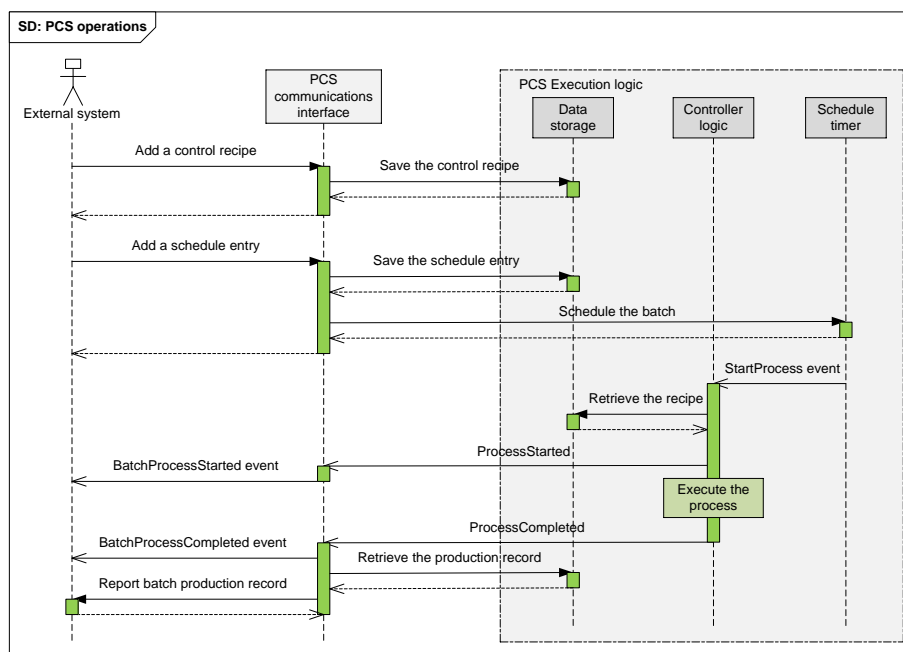 SD: PCS operations
External system
PCS
communications
interface
PCS Execution logic
Data
storage
Controller
logic
Schedule
timer
Add a control recipe
Save the control recipe
Add a schedule entry
Save the schedule entry
Schedule the batch
StartProcess event
Retrieve the recipe
ProcessStarted
BatchProcessStarted event
Execute the
process
ProcessCompleted
BatchProcessCompleted event
Retrieve the production record
Report batch production record